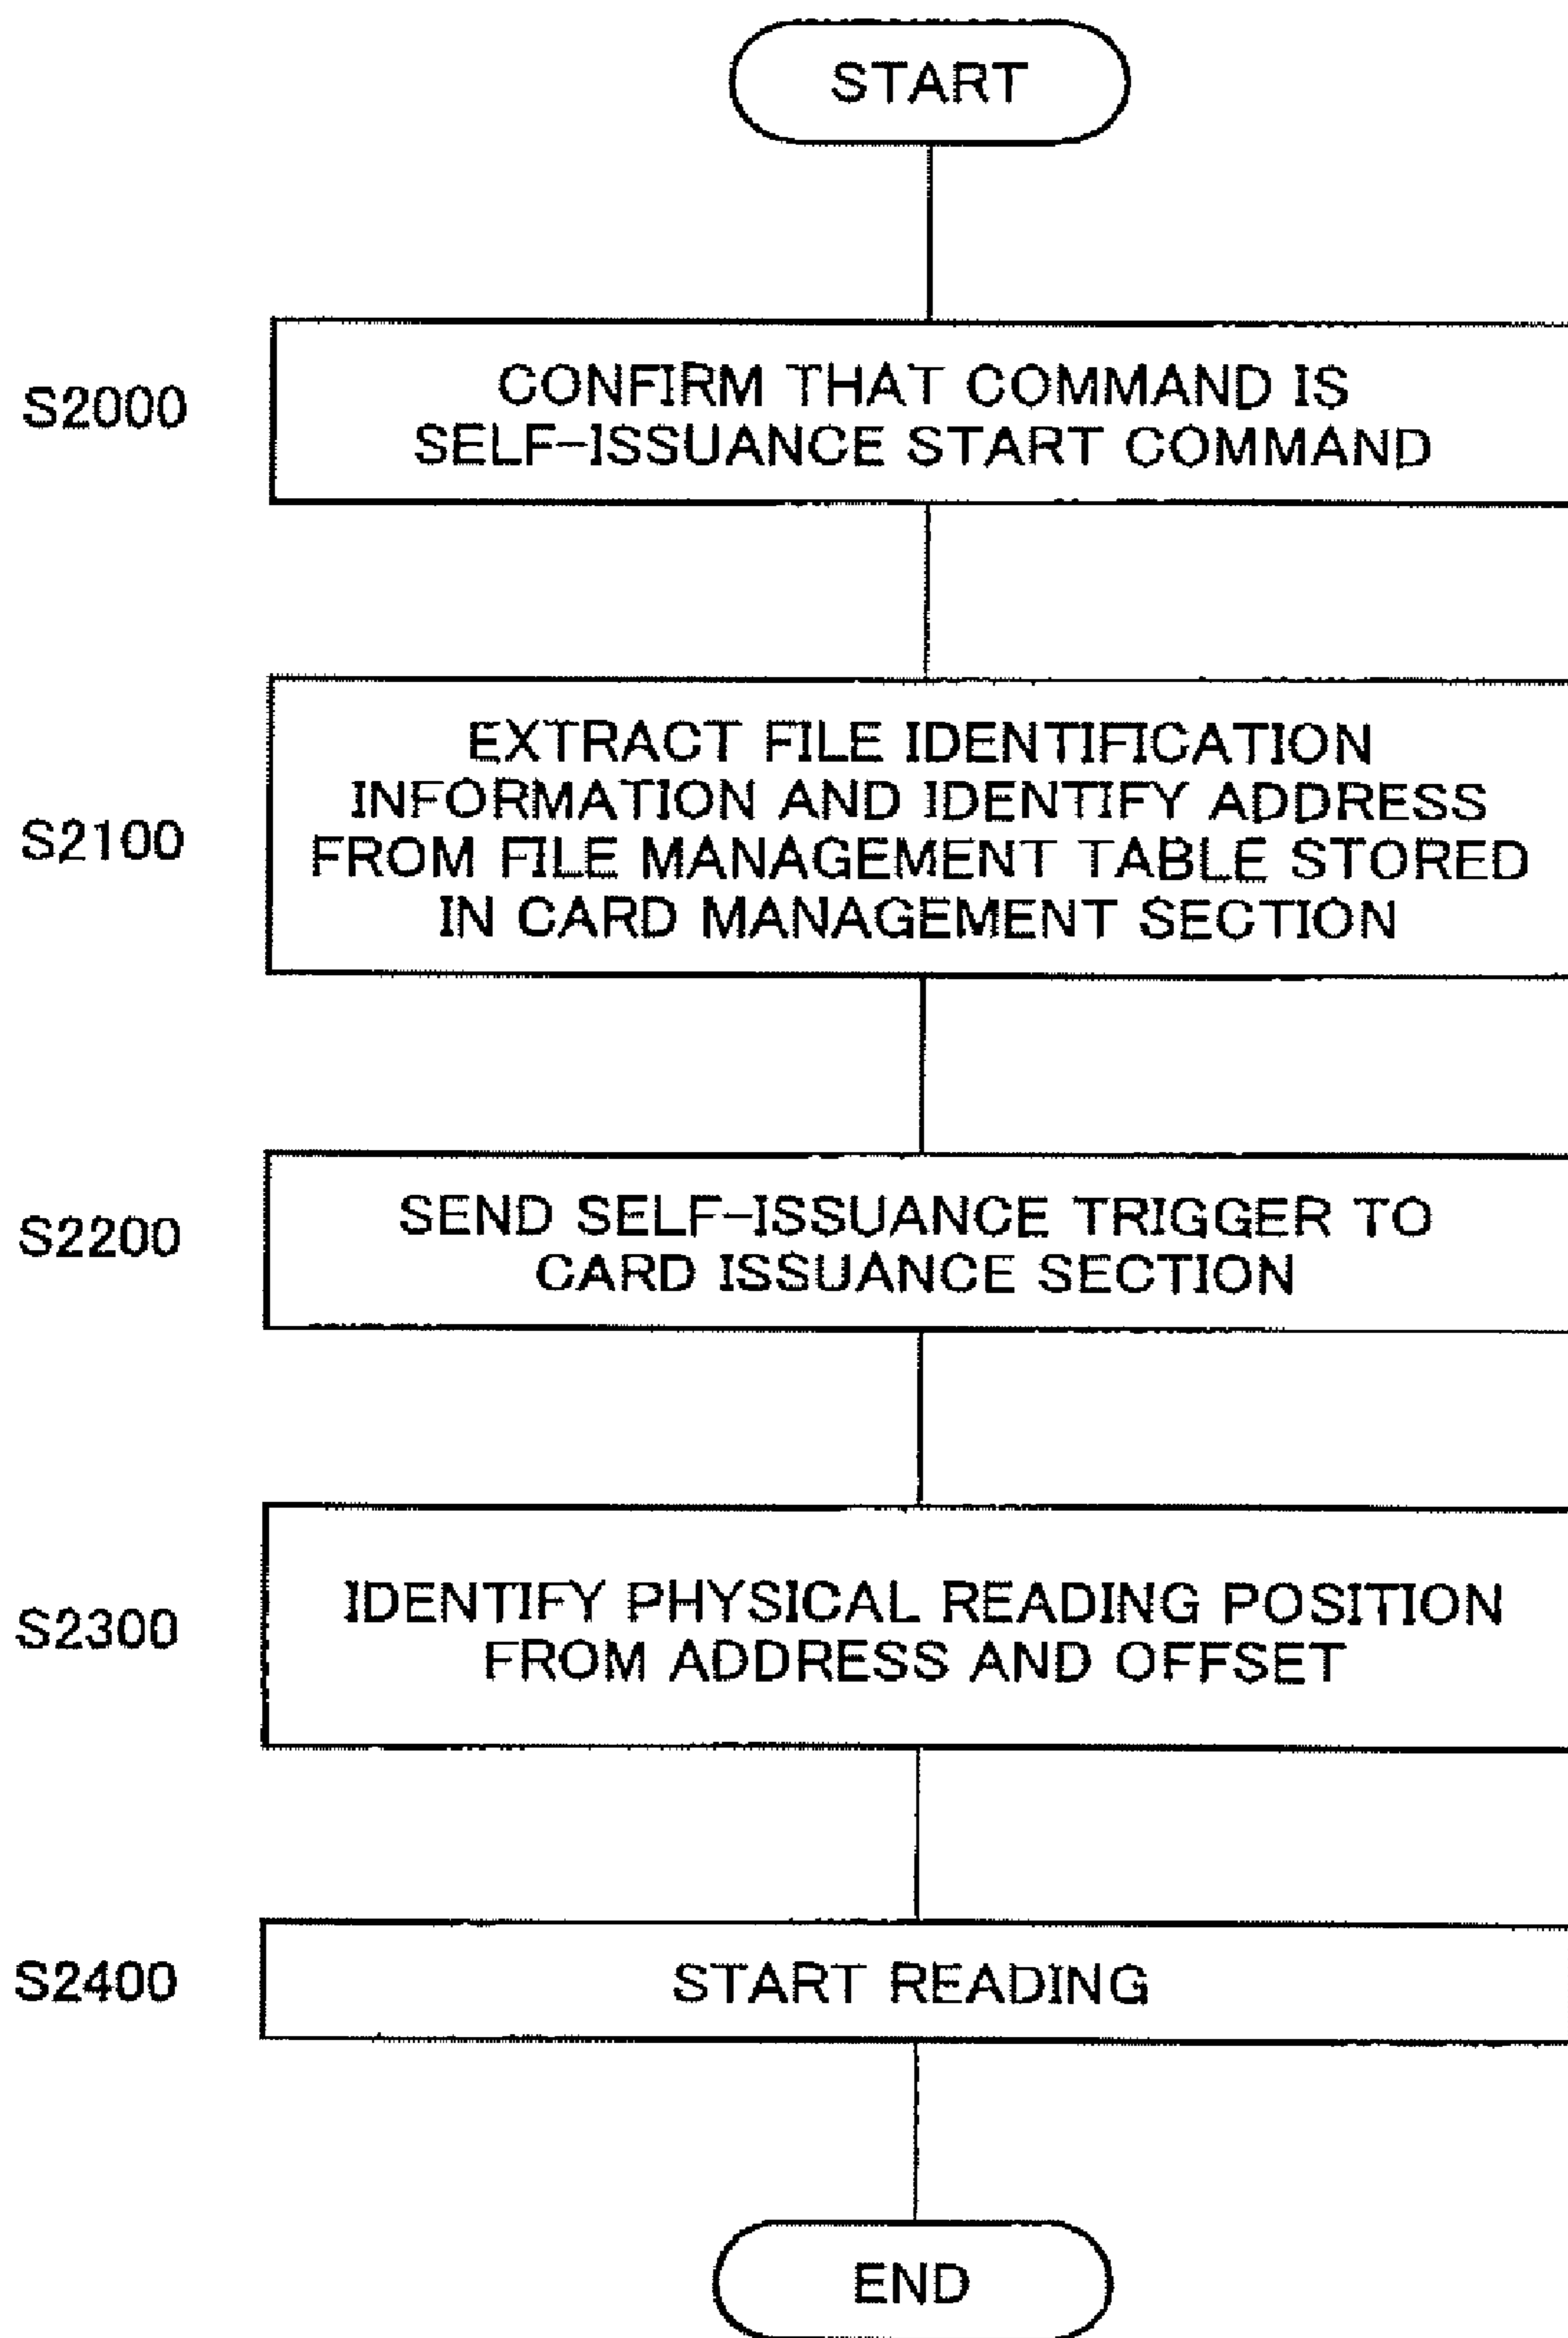 START
S2000
CONFIRM THAT COMMAND IS
SELF-ISSUANCE START COMMAND
S2100
EXTRACT FILE IDENTIFICATION
INFORMATION AND IDENTIFY ADDRESS
FROM FILE MANAGEMENT TABLE STORED
IN CARD MANAGEMENT SECTION
S2200
SEND SELF-ISSUANCE TRIGGER TO
CARD ISSUANCE SECTION
S2300
IDENTIFY PHYSICAL READING POSITION
FROM ADDRESS AND OFFSET
S2400
START READING
END